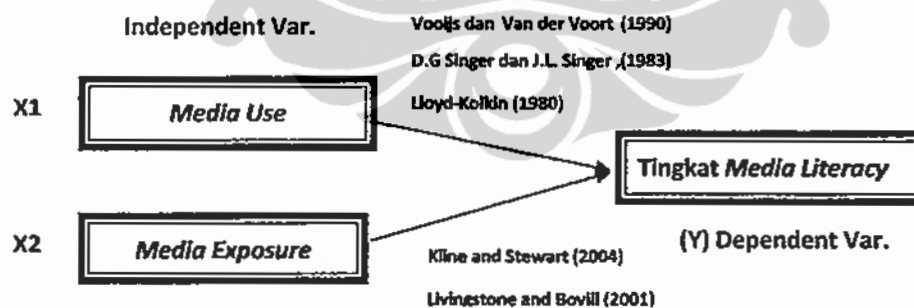 Independent Var.
Vooijs dan Van der Voort (1990)
D.G Singer dan J.L. Singer ,(1983)
Lloyd-Kolkin (1980)
X1
Media Use
Tingkat Media Literacy
X2
Media Exposure
(Y) Dependent Var.
Kline and Stewart (2004)
Livingstone and Bovill (2001)